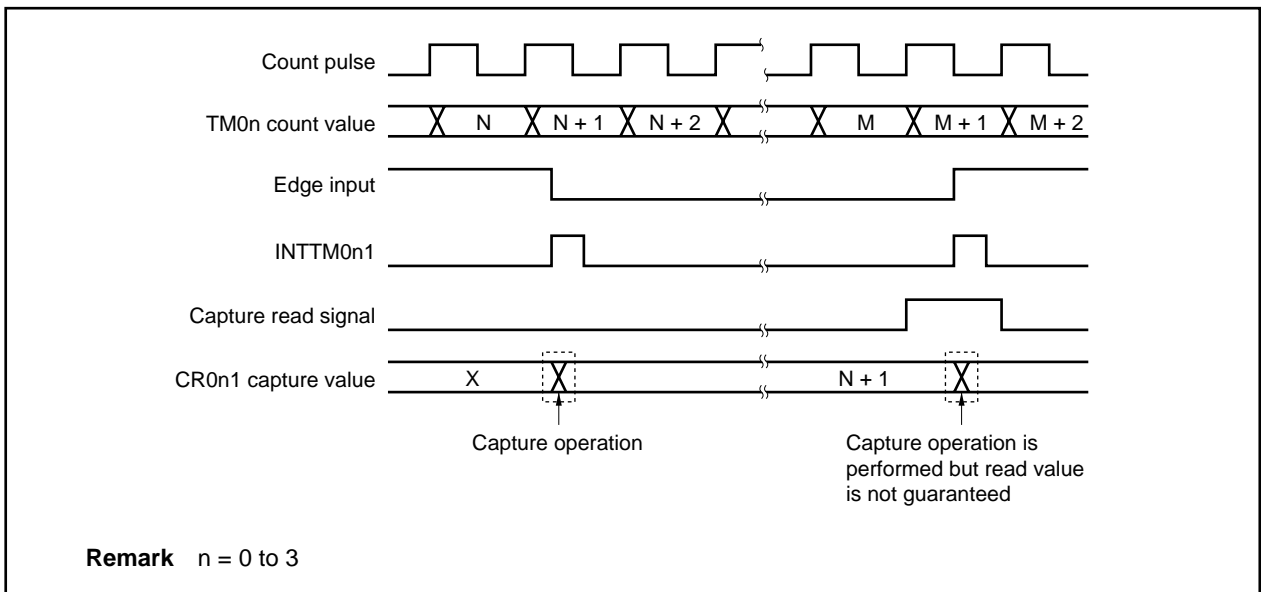 Count pulse
TM0n count value N N + 1 N + 2 M M + 1 M + 2
Edge input
INTTM0n1
Capture read signal
CR0n1 capture value X N + 1
Capture operation
Capture operation is
performed but read value
is not guaranteed
Remark n = 0 to 3